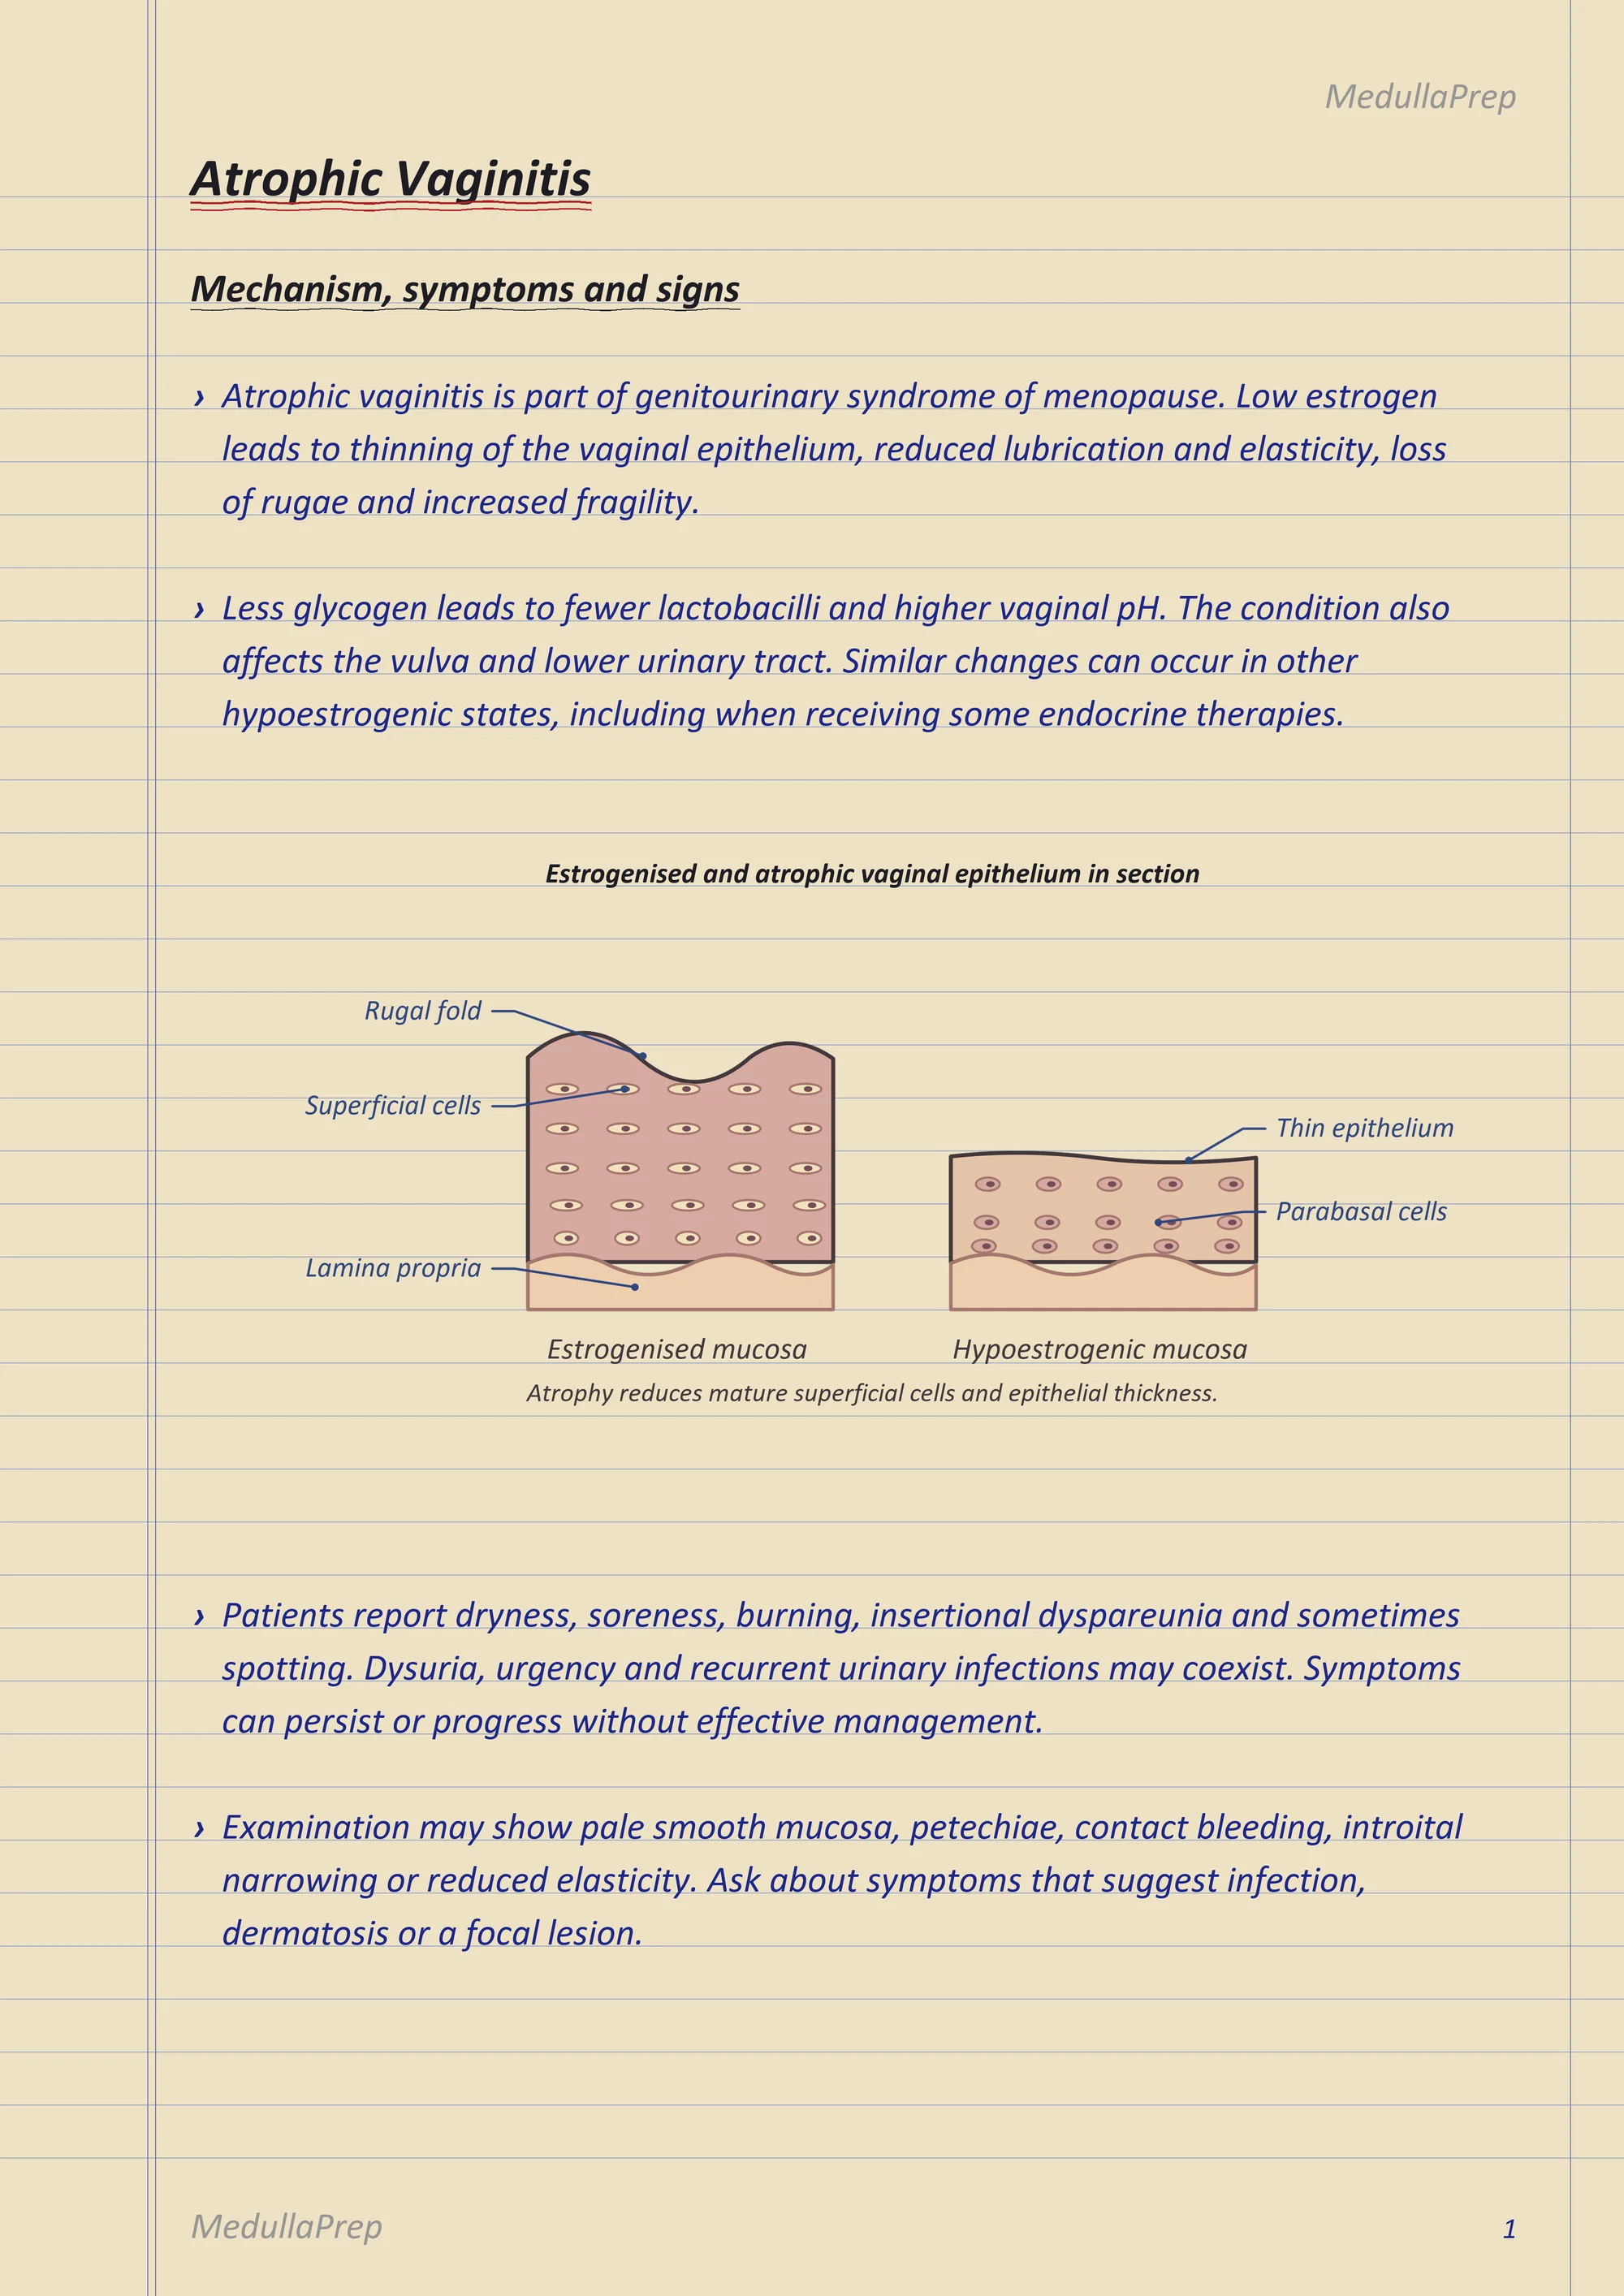 MedullaPrep
Atrophic Vaginitis
Mechanism, symptoms and signs
› Atrophic vaginitis is part of genitourinary syndrome of menopause. Low estrogen
leads to thinning of the vaginal epithelium, reduced lubrication and elasticity, loss
of rugae and increased fragility.
› Less glycogen leads to fewer lactobacilli and higher vaginal pH. The condition also
affects the vulva and lower urinary tract. Similar changes can occur in other
hypoestrogenic states, including when receiving some endocrine therapies.
Estrogenised and atrophic vaginal epithelium in section
Rugal fold
Superficial cells
Lamina propria
Thin epithelium
Parabasal cells
Estrogenised mucosa
Hypoestrogenic mucosa
Atrophy reduces mature superficial cells and epithelial thickness.
› Patients report dryness, soreness, burning, insertional dyspareunia and sometimes
spotting. Dysuria, urgency and recurrent urinary infections may coexist. Symptoms
can persist or progress without effective management.
› Examination may show pale smooth mucosa, petechiae, contact bleeding, introital
narrowing or reduced elasticity. Ask about symptoms that suggest infection,
dermatosis or a focal lesion.
MedullaPrep
1